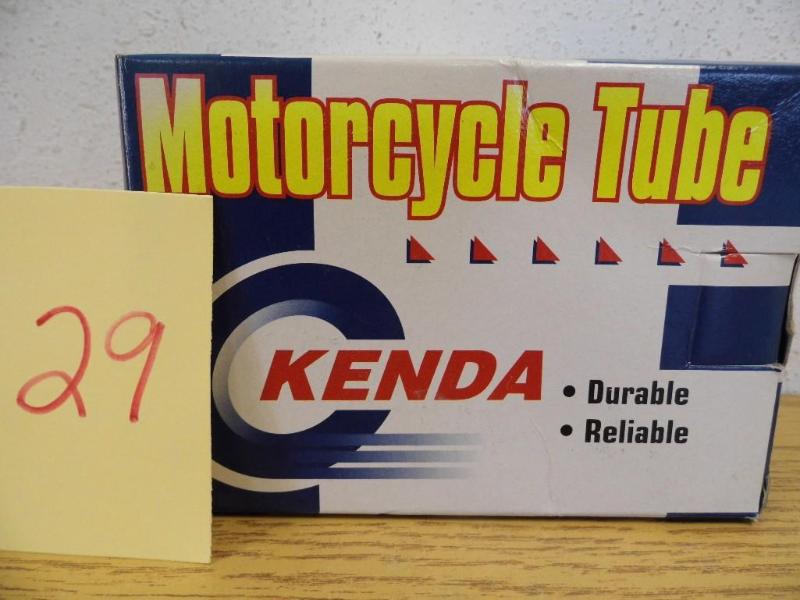 Motorcycle Tube
29
KENDA
• Durable
• Reliable